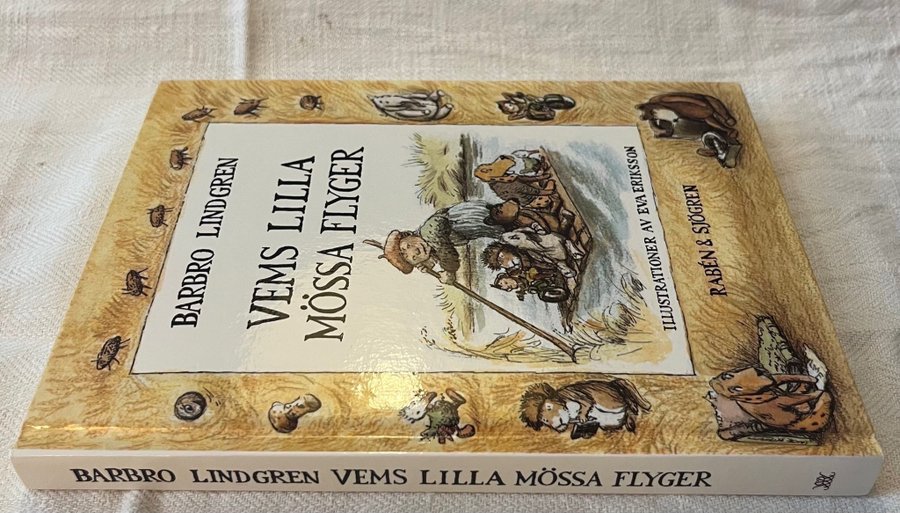 BARBRO LINDGREN
VEMS LILLA
MÖSSA FLYGER
ILLUSTRATIONER AV EVA ERIKSSON
RABÉN & SJÖGREN
BARBRO LINDGREN VEMS LILLA MÖSSA FLYGER